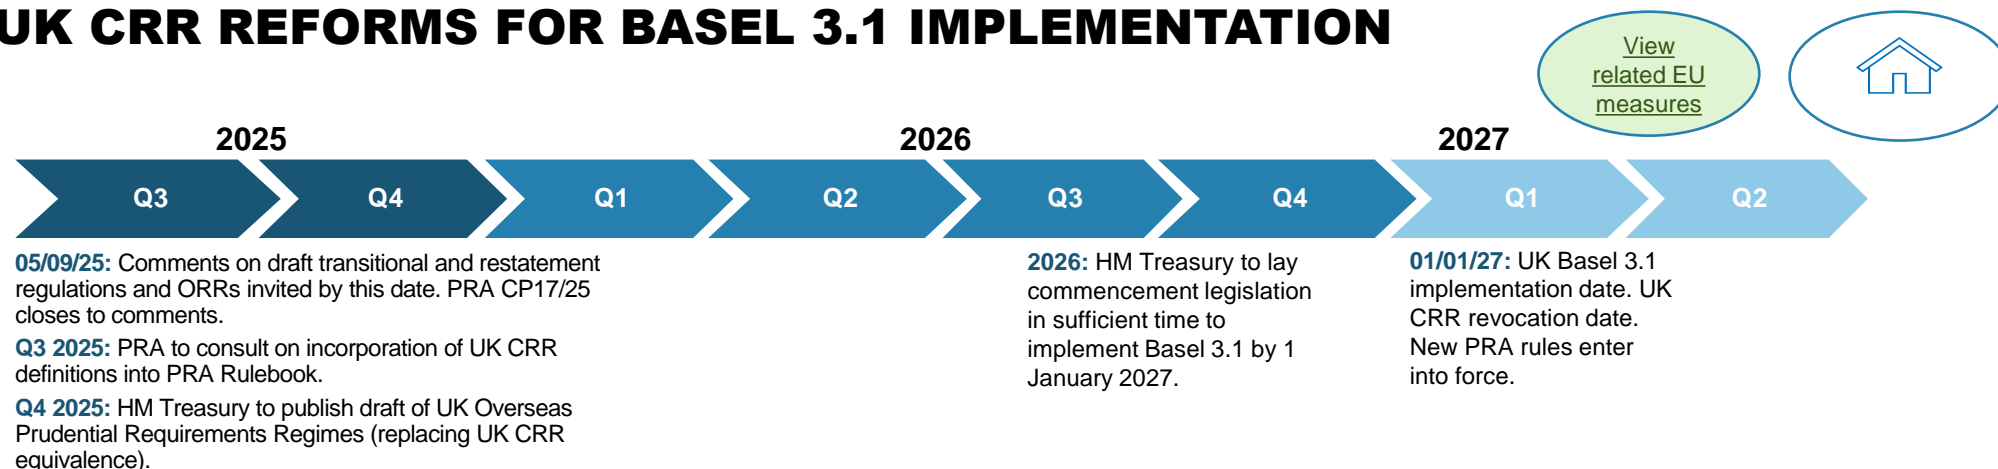 UK CRR REFORMS FOR BASEL 3.1 IMPLEMENTATION
View
related EU
measures
2025
2026
2027
Q3
Q4
Q1
Q2
Q3
Q4
Q1
Q2
05/09/25: Comments on draft transitional and restatement
regulations and ORRs invited by this date. PRA CP17/25
closes to comments.
Q3 2025: PRA to consult on incorporation of UK CRR
definitions into PRA Rulebook.
Q4 2025: HM Treasury to publish draft of UK Overseas
Prudential Requirements Regimes (replacing UK CRR
equivalence).
2026: HM Treasury to lay
commencement legislation
in sufficient time to
implement Basel 3.1 by 1
January 2027.
01/01/27: UK Basel 3.1
implementation date. UK
CRR revocation date.
New PRA rules enter
into force.